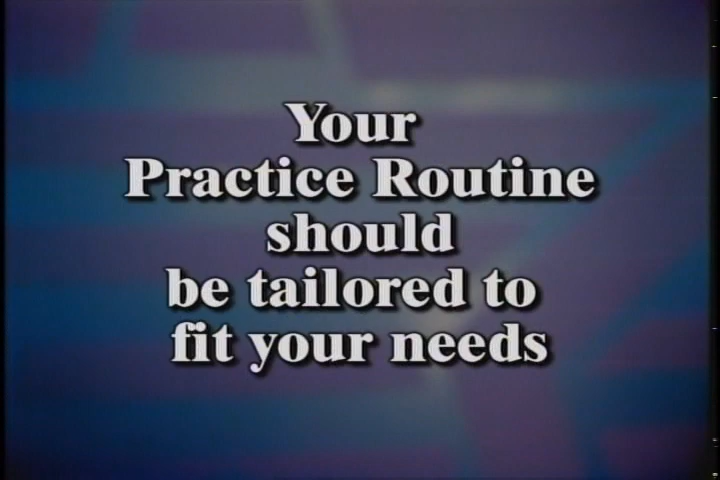 Your
Practice Routine
should
be tailored to
fit your needs